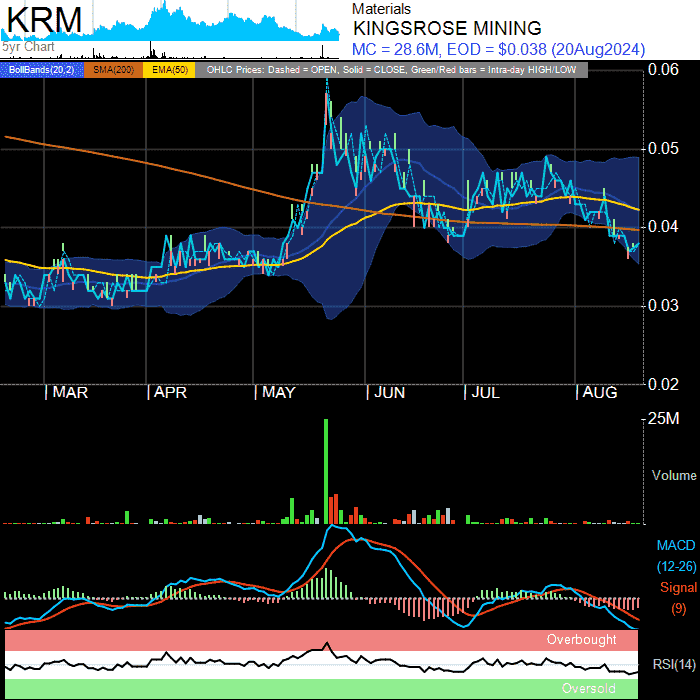 KRM
5yr Chart
Materials
KINGSROSE MINING
MC = 28.6M, EOD = $0.038 (20Aug2024)
BollBands(20,2) SMA(200) EMA(50) OHLC Prices: Dashed = OPEN, Solid = CLOSE, Green/Red bars = Intra-day HIGH/LOW
0.06
0.05
0.04
0.03
0.02
MAR APR MAY JUN JUL AUG
25M
Volume
MACD
(12-26)
Signal
(9)
Overbought
RSI(14)
Oversold